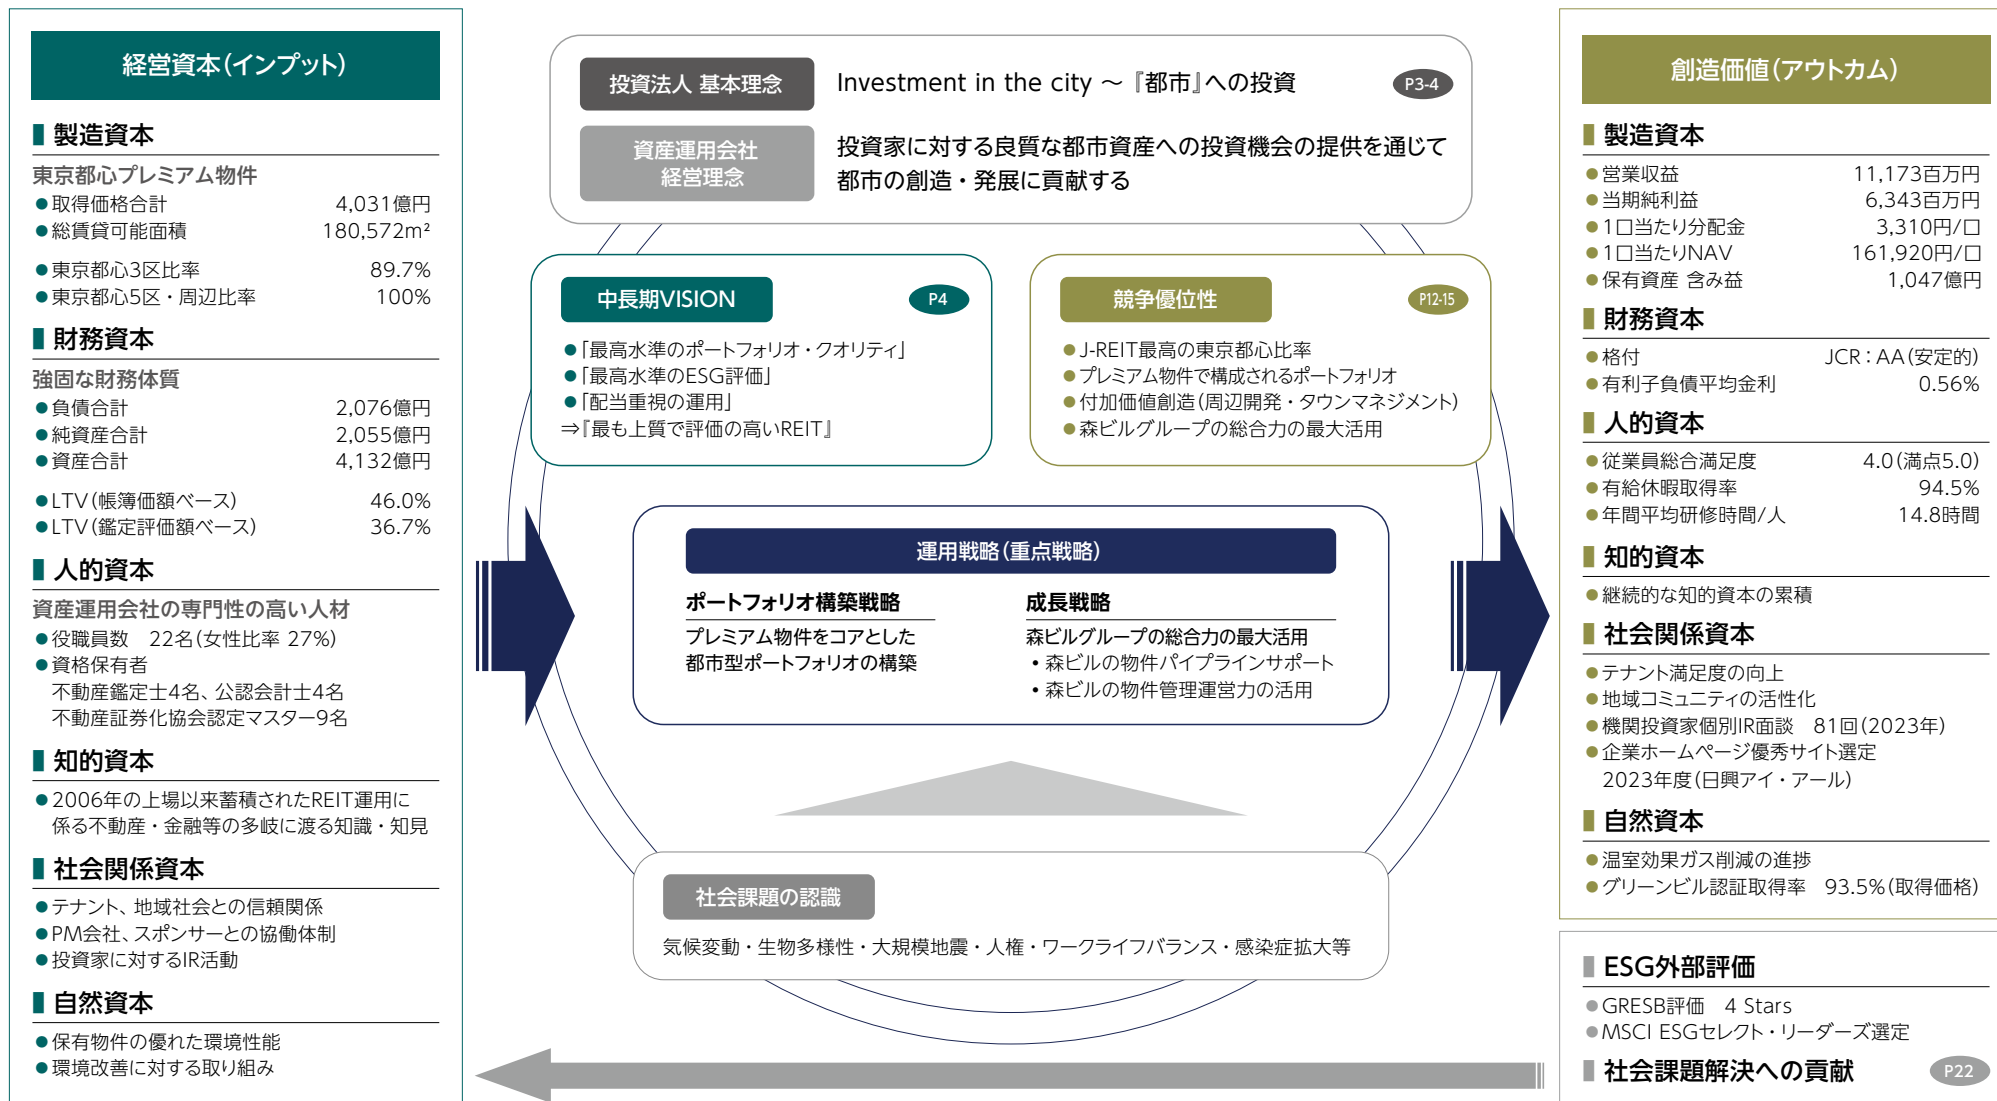 経営資本（インプット）
製造資本
東京都心プレミアム物件
●取得価格合計 4,031億円
●総賃貸可能面積 180,572m²
●東京都心3区比率 89.7%
●東京都心5区・周辺比率 100%
財務資本
強固な財務体質
●負債合計 2,076億円
●純資産合計 2,055億円
●資産合計 4,132億円
●LTV（帳簿価額ベース） 46.0%
●LTV（鑑定評価額ベース） 36.7%
人的資本
資産運用会社の専門性の高い人材
●役職員数 22名（女性比率 27%）
●資格保有者
不動産鑑定士4名、公認会計士4名
不動産証券化協会認定マスター9名
知的資本
●2006年の上場以来蓄積されたREIT運用に
係る不動産・金融等の多岐に渡る知識・知見
社会関係資本
●テナント、地域社会との信頼関係
●PM会社、スポンサーとの協働体制
●投資家に対するIR活動
自然資本
●保有物件の優れた環境性能
●環境改善に対する取り組み
投資法人 基本理念 Investment in the city ～『都市』への投資 P3-4
資産運用会社
経営理念
投資家に対する良質な都市資産への投資機会の提供を通じて
都市の創造・発展に貢献する
中長期VISION P4
●「最高水準のポートフォリオ・クオリティ」
●「最高水準のESG評価」
●「配当重視の運用」
⇒『最も上質で評価の高いREIT』
競争優位性 P12-15
●J-REIT最高の東京都心比率
●プレミアム物件で構成されるポートフォリオ
●付加価値創造（周辺開発・タウンマネジメント）
●森ビルグループの総合力の最大活用
運用戦略（重点戦略）
ポートフォリオ構築戦略
プレミアム物件をコアとした
都市型ポートフォリオの構築
成長戦略
森ビルグループの総合力の最大活用
・森ビルの物件パイプラインサポート
・森ビルの物件管理運営力の活用
社会課題の認識
気候変動・生物多様性・大規模地震・人権・ワークライフバランス・感染症拡大等
創造価値（アウトカム）
製造資本
●営業収益 11,173百万円
●当期純利益 6,343百万円
●1口当たり分配金 3,310円/口
●1口当たりNAV 161,920円/口
●保有資産 含み益 1,047億円
財務資本
●格付 JCR：AA（安定的）
●有利子負債平均金利 0.56%
人的資本
●従業員総合満足度 4.0（満点5.0）
●有給休暇取得率 94.5%
●年間平均研修時間/人 14.8時間
知的資本
●継続的な知的資本の累積
社会関係資本
●テナント満足度の向上
●地域コミュニティの活性化
●機関投資家個別IR面談 81回（2023年）
●企業ホームページ優秀サイト選定
2023年度（日興アイ・アール）
自然資本
●温室効果ガス削減の進捗
●グリーンビル認証取得率 93.5%（取得価格）
ESG外部評価
●GRESB評価 4 Stars
●MSCI ESGセレクト・リーダーズ選定
社会課題解決への貢献 P22